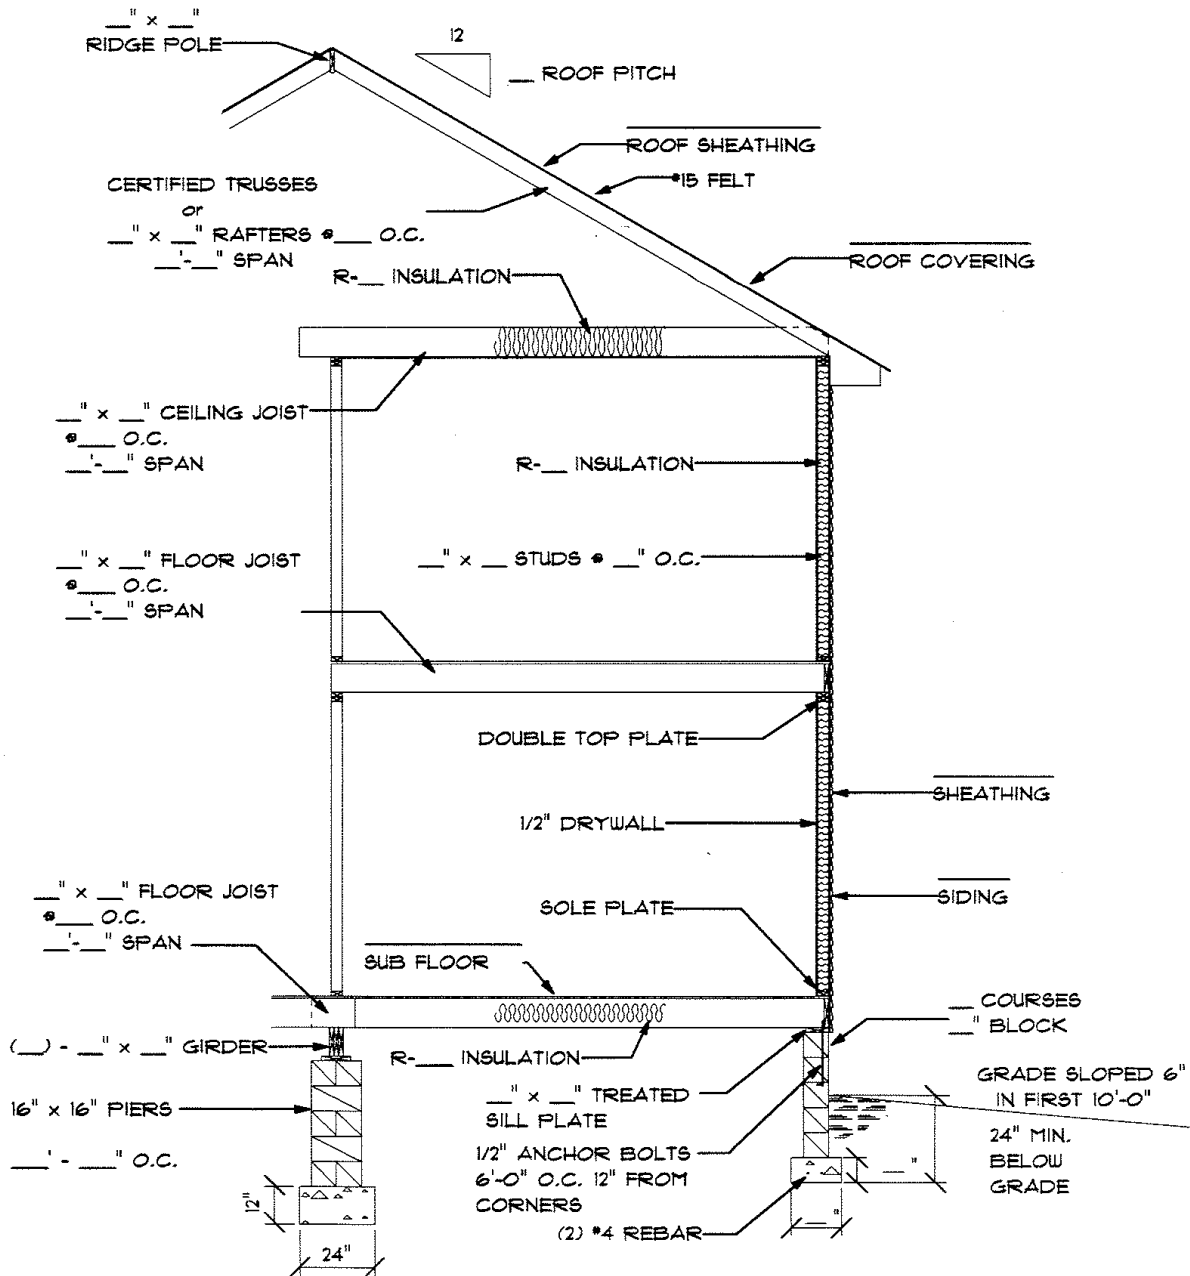 __" x __"
RIDGE POLE
12
__ ROOF PITCH
ROOF SHEATHING
#15 FELT
CERTIFIED TRUSSES
or
__" x __" RAFTERS @ ___ O.C.
__'-__" SPAN
ROOF COVERING
R-__ INSULATION
__" x __" CEILING JOIST
@___ O.C.
__'-__" SPAN
R-__ INSULATION
__" x __" FLOOR JOIST
@___ O.C.
__'-__" SPAN
__" x __ STUDS @ __" O.C.
DOUBLE TOP PLATE
SHEATHING
1/2" DRYWALL
SIDING
__" x __" FLOOR JOIST
@___ O.C.
__'-__" SPAN
SOLE PLATE
SUB FLOOR
__ COURSES
__" BLOCK
(__) - __" x __" GIRDER
R-__ INSULATION
__" x __" TREATED
SILL PLATE
GRADE SLOPED 6"
IN FIRST 10'-0"
16" x 16" PIERS
___' - ___" O.C.
1/2" ANCHOR BOLTS
6'-0" O.C. 12" FROM
CORNERS
24" MIN.
BELOW
GRADE
__"
12"
(2) #4 REBAR
__"
24"